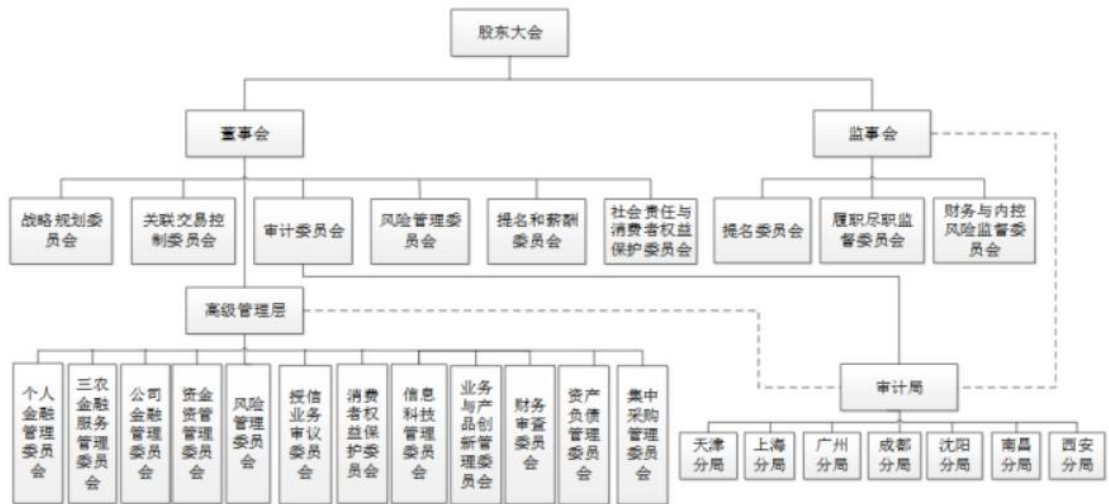 股东大会
董事会
监事会
战略规划委
员会
关联交易控
制委员会
审计委员会
风险管理委
员会
提名和薪酬
委员会
社会责任与
消费者权益
保护委员会
提名委员会
履职尽职监
督委员会
财务与内控
风险监督委
员会
高级管理层
审计局
个人
金融
管理
委员
会
三农
金融
服务
管理
委员
会
公司
金融
管理
委员
会
资金
资管
管理
委员
会
风险
管理
委员
会
授信
业务
审议
委员
会
消费
者权
益保
护委
员会
信息
科技
管理
委员
会
业务
与产
品创
新管
理委
员会
财务
审查
委员
会
资产
负债
管理
委员
会
集中
采购
管理
委员
会
天津
分局
上海
分局
广州
分局
成都
分局
沈阳
分局
南昌
分局
西安
分局